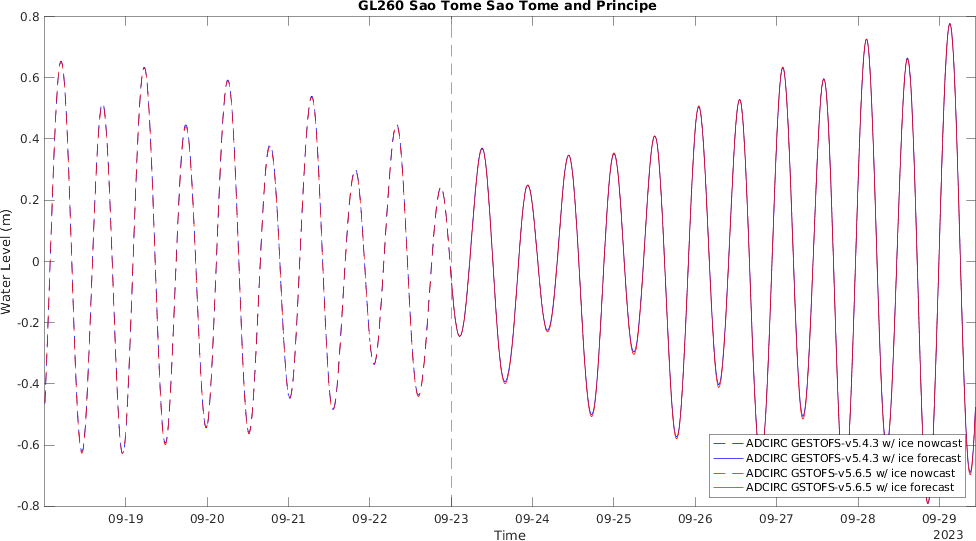 GL260 Sao Tome Sao Tome and Principe
0.8
0.6
0.4
0.2
0
-0.2
-0.4
-0.6
-0.8
Water Level (m)
ADCIRC GESTOFS-v5.4.3 w/ ice nowcast
ADCIRC GESTOFS-v5.4.3 w/ ice forecast
ADCIRC GSTOFS-v5.6.5 w/ ice nowcast
ADCIRC GSTOFS-v5.6.5 w/ ice forecast
09-19 09-20 09-21 09-22 09-23 09-24 09-25 09-26 09-27 09-28 09-29
Time
2023